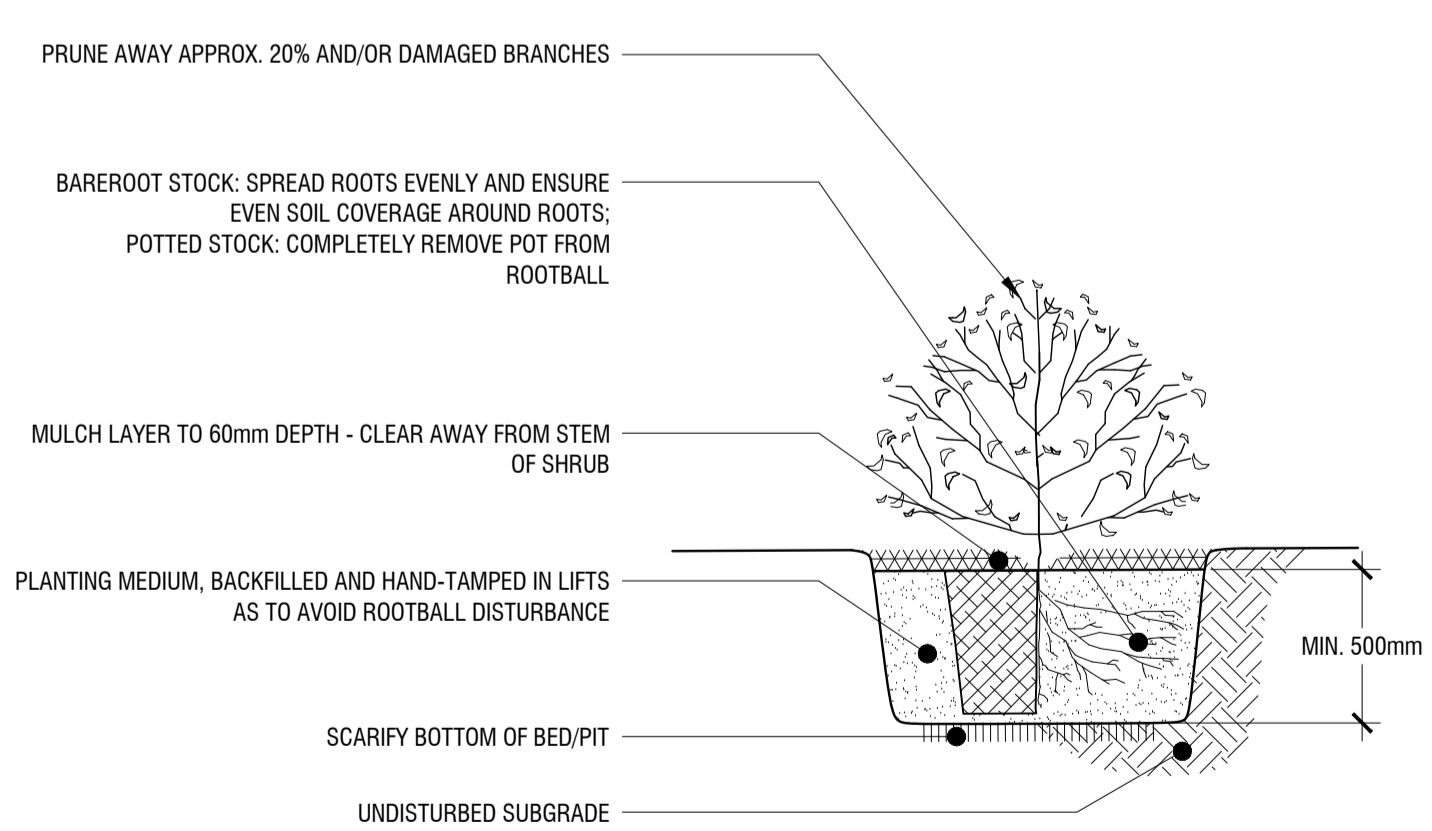 PRUNE AWAY APPROX. 20% AND/OR DAMAGED BRANCHES
BAREROOT STOCK: SPREAD ROOTS EVENLY AND ENSURE
EVEN SOIL COVERAGE AROUND ROOTS;
POTTED STOCK: COMPLETELY REMOVE POT FROM
ROOTBALL
MULCH LAYER TO 60mm DEPTH - CLEAR AWAY FROM STEM
OF SHRUB
PLANTING MEDIUM, BACKFILLED AND HAND-TAMPED IN LIFTS
AS TO AVOID ROOTBALL DISTURBANCE
MIN. 500mm
SCARIFY BOTTOM OF BED/PIT
UNDISTURBED SUBGRADE